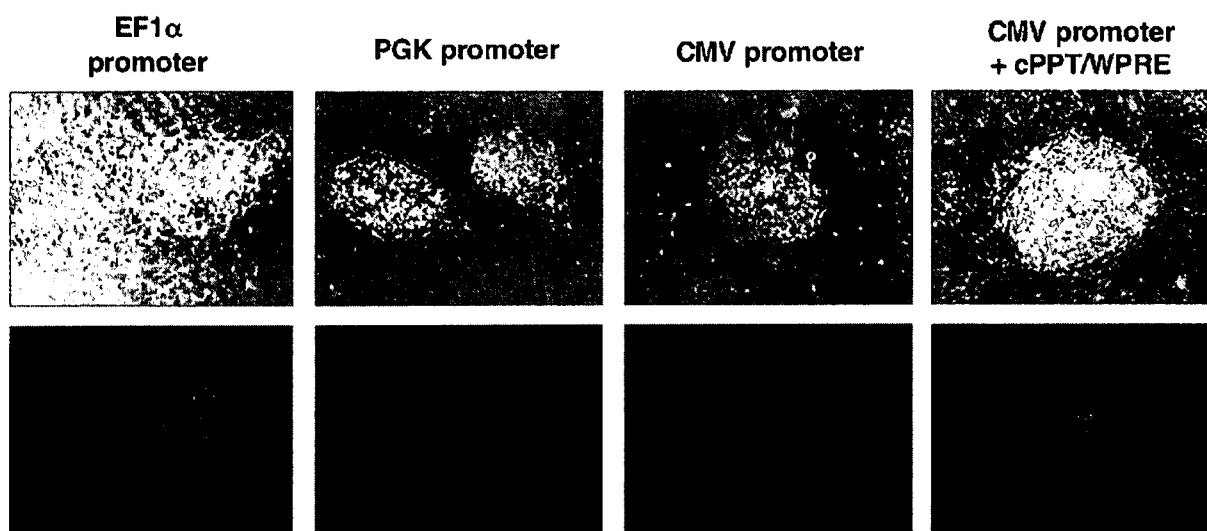 EF1α
promoter
PGK promoter
CMV promoter
CMV promoter
+ cPPT/WPRE